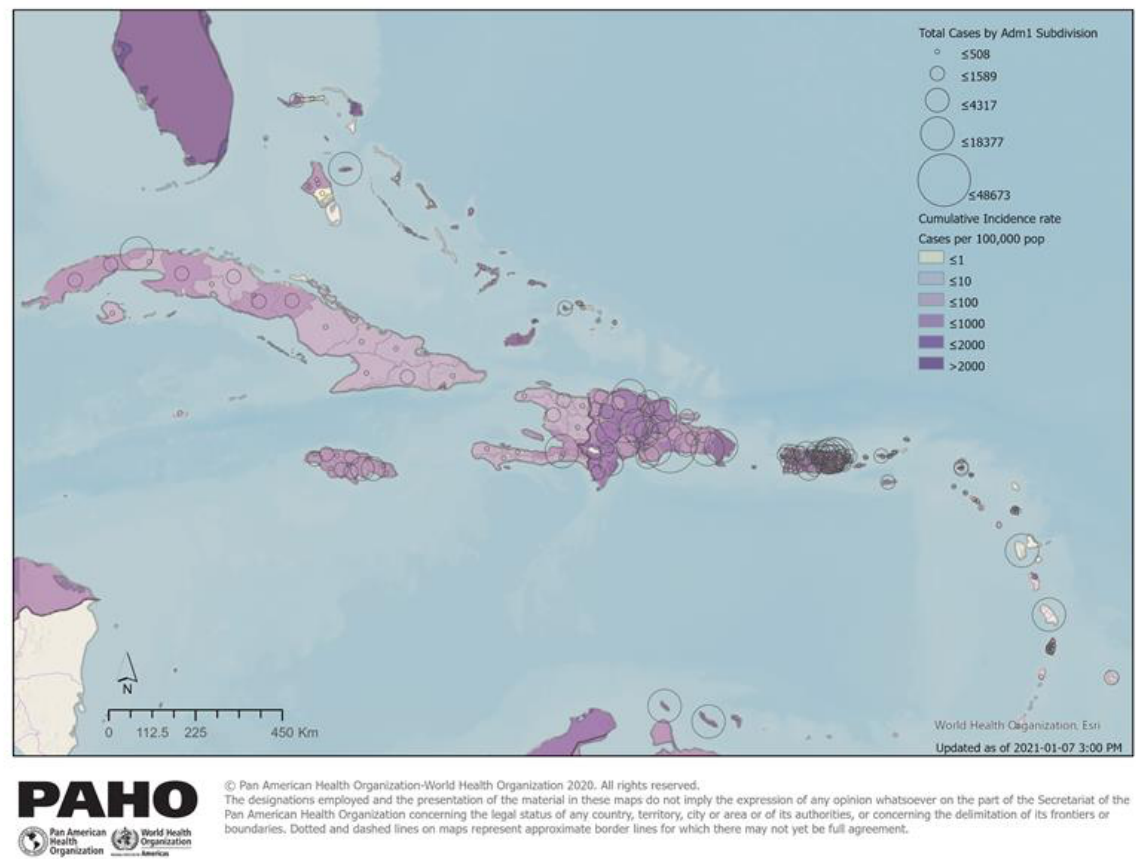 Total Cases by Adm1 Subdivision
≤508
≤1589
≤4317
≤18377
≤48673
Cumulative Incidence rate
Cases per 100,000 pop
≤1
≤10
≤100
≤1000
≤2000
>2000
N
0 112.5 225 450 Km
World Health Organization, Esri
Updated as of 2021-01-07 3:00 PM
PAHO
Pan American
Health
Organization
World Health
Organization
Americas
© Pan American Health Organization-World Health Organization 2020. All rights reserved.
The designations employed and the presentation of the material in these maps do not imply the expression of any opinion whatsoever on the part of the Secretariat of the
Pan American Health Organization concerning the legal status of any country, territory, city or area or of its authorities, or concerning the delimitation of its frontiers or
boundaries. Dotted and dashed lines on maps represent approximate border lines for which there may not yet be full agreement.